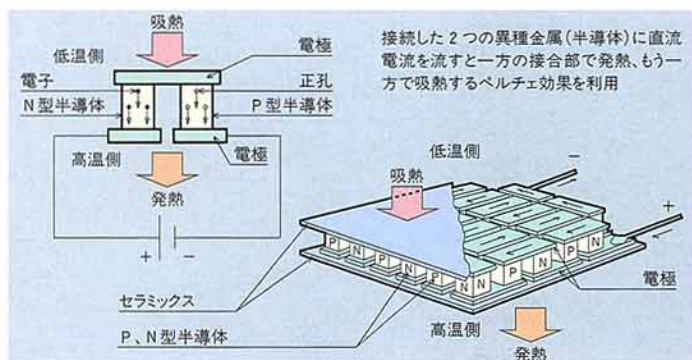 吸熱
低温側
電極
電子
正孔
N型半導体
P型半導体
高温側
電極
発熱
+ −
接続した2つの異種金属(半導体)に直流
電流を流すと一方の接合部で発熱、もう一
方で吸熱するペルチェ効果を利用
低温側
吸熱
−
+
P N P N P N N P N P N
電極
セラミックス
P、N型半導体
高温側
発熱